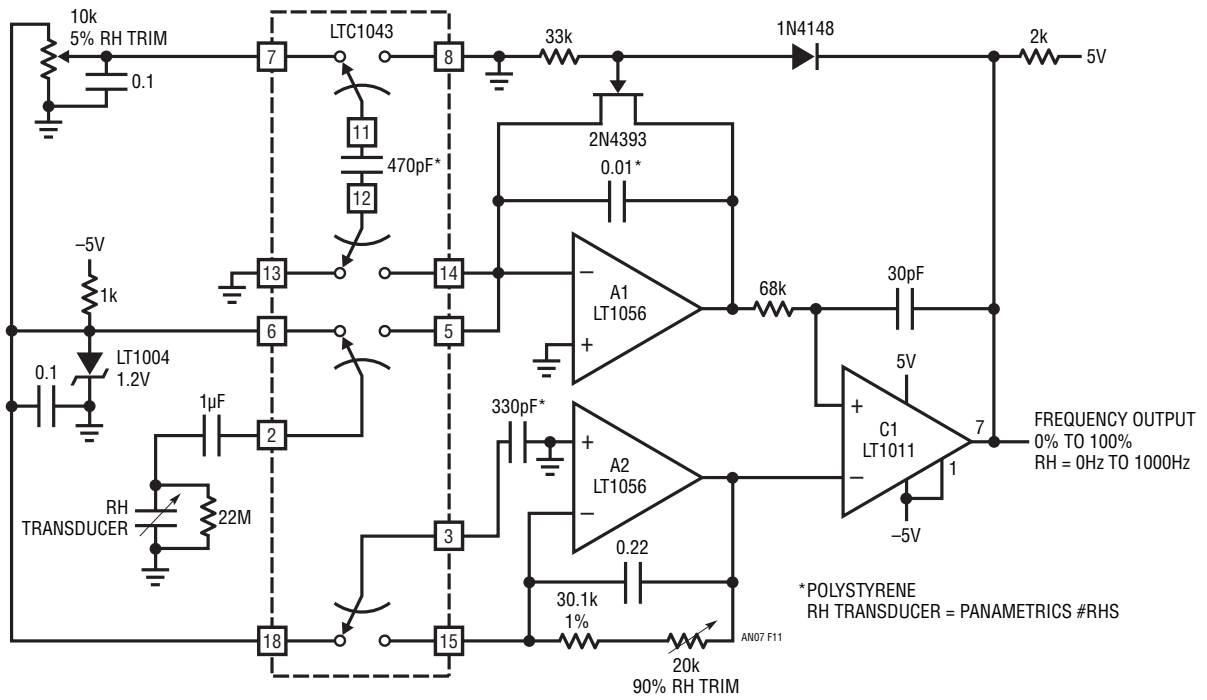 10k
5% RH TRIM
0.1
7
LTC1043
8
33k
1N4148
2k
5V
11
470pF*
12
2N4393
0.01*
–5V
1k
13
14
–
+
A1
LT1056
68k
30pF
6
5
LT1004
1.2V
0.1
1µF
2
330pF*
+
–
A2
LT1056
5V
+
–
C1
LT1011
7
1
–5V
FREQUENCY OUTPUT
0% TO 100%
RH = 0Hz TO 1000Hz
RH
TRANSDUCER
22M
3
0.22
30.1k
1%
18
15
20k
90% RH TRIM
AN07 F11
*POLYSTYRENE
RH TRANSDUCER = PANAMETRICS #RHS